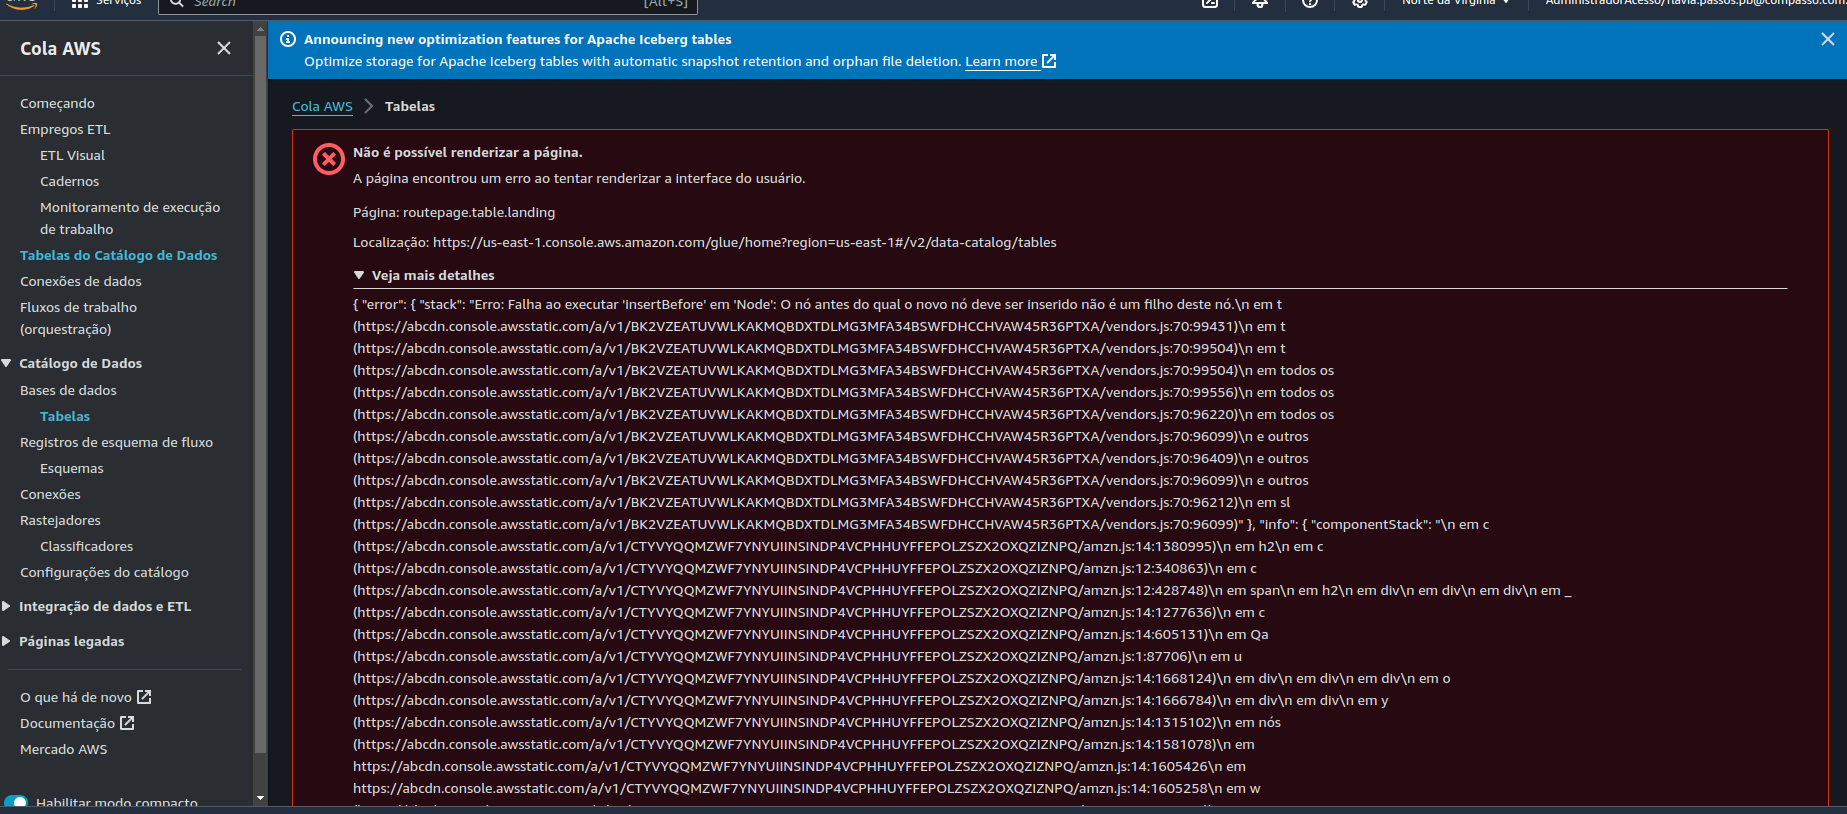 Serviços
Search
[Alt+S]
Norte da Virgínia
AdministradorAcesso/flavia.passos.pb@compasso.com
Cola AWS
Começando
Empregos ETL
ETL Visual
Cadernos
Monitoramento de execução
de trabalho
Tabelas do Catálogo de Dados
Conexões de dados
Fluxos de trabalho
(orquestração)
Catálogo de Dados
Bases de dados
Tabelas
Registros de esquema de fluxo
Esquemas
Conexões
Rastejadores
Classificadores
Configurações do catálogo
Integração de dados e ETL
Páginas legadas
O que há de novo
Documentação
Mercado AWS
Habilitar modo compacto
Announcing new optimization features for Apache Iceberg tables
Optimize storage for Apache Iceberg tables with automatic snapshot retention and orphan file deletion. Learn more
Cola AWS > Tabelas
Não é possível renderizar a página.
A página encontrou um erro ao tentar renderizar a interface do usuário.
Página: routepage.table.landing
Localização: https://us-east-1.console.aws.amazon.com/glue/home?region=us-east-1#/v2/data-catalog/tables
Veja mais detalhes
{ "error": { "stack": "Erro: Falha ao executar 'insertBefore' em 'Node': O nó antes do qual o novo nó deve ser inserido não é um filho deste nó.\n em t
(https://abcdn.console.awsstatic.com/a/v1/BK2VZEATUVWLKAKMQBDXTDLMG3MFA34BSWFDHCCHVAW45R36PTXA/vendors.js:70:99431)\n em t
(https://abcdn.console.awsstatic.com/a/v1/BK2VZEATUVWLKAKMQBDXTDLMG3MFA34BSWFDHCCHVAW45R36PTXA/vendors.js:70:99504)\n em t
(https://abcdn.console.awsstatic.com/a/v1/BK2VZEATUVWLKAKMQBDXTDLMG3MFA34BSWFDHCCHVAW45R36PTXA/vendors.js:70:99504)\n em todos os
(https://abcdn.console.awsstatic.com/a/v1/BK2VZEATUVWLKAKMQBDXTDLMG3MFA34BSWFDHCCHVAW45R36PTXA/vendors.js:70:99556)\n em todos os
(https://abcdn.console.awsstatic.com/a/v1/BK2VZEATUVWLKAKMQBDXTDLMG3MFA34BSWFDHCCHVAW45R36PTXA/vendors.js:70:96220)\n em todos os
(https://abcdn.console.awsstatic.com/a/v1/BK2VZEATUVWLKAKMQBDXTDLMG3MFA34BSWFDHCCHVAW45R36PTXA/vendors.js:70:96099)\n e outros
(https://abcdn.console.awsstatic.com/a/v1/BK2VZEATUVWLKAKMQBDXTDLMG3MFA34BSWFDHCCHVAW45R36PTXA/vendors.js:70:96409)\n e outros
(https://abcdn.console.awsstatic.com/a/v1/BK2VZEATUVWLKAKMQBDXTDLMG3MFA34BSWFDHCCHVAW45R36PTXA/vendors.js:70:96099)\n e outros
(https://abcdn.console.awsstatic.com/a/v1/BK2VZEATUVWLKAKMQBDXTDLMG3MFA34BSWFDHCCHVAW45R36PTXA/vendors.js:70:96212)\n em sl
(https://abcdn.console.awsstatic.com/a/v1/BK2VZEATUVWLKAKMQBDXTDLMG3MFA34BSWFDHCCHVAW45R36PTXA/vendors.js:70:96099)" }, "info": { "componentStack": "\n em c
(https://abcdn.console.awsstatic.com/a/v1/CTYVYQQMZWF7YNYUIINSINDP4VCPHHUYFFEPOLZSZX2OXQZIZNPQ/amzn.js:14:1380995)\n em h2\n em c
(https://abcdn.console.awsstatic.com/a/v1/CTYVYQQMZWF7YNYUIINSINDP4VCPHHUYFFEPOLZSZX2OXQZIZNPQ/amzn.js:12:340863)\n em c
(https://abcdn.console.awsstatic.com/a/v1/CTYVYQQMZWF7YNYUIINSINDP4VCPHHUYFFEPOLZSZX2OXQZIZNPQ/amzn.js:12:428748)\n em span\n em h2\n em div\n em div\n em div\n em _
(https://abcdn.console.awsstatic.com/a/v1/CTYVYQQMZWF7YNYUIINSINDP4VCPHHUYFFEPOLZSZX2OXQZIZNPQ/amzn.js:14:1277636)\n em c
(https://abcdn.console.awsstatic.com/a/v1/CTYVYQQMZWF7YNYUIINSINDP4VCPHHUYFFEPOLZSZX2OXQZIZNPQ/amzn.js:14:605131)\n em Qa
(https://abcdn.console.awsstatic.com/a/v1/CTYVYQQMZWF7YNYUIINSINDP4VCPHHUYFFEPOLZSZX2OXQZIZNPQ/amzn.js:1:87706)\n em u
(https://abcdn.console.awsstatic.com/a/v1/CTYVYQQMZWF7YNYUIINSINDP4VCPHHUYFFEPOLZSZX2OXQZIZNPQ/amzn.js:14:1668124)\n em div\n em div\n em div\n em o
(https://abcdn.console.awsstatic.com/a/v1/CTYVYQQMZWF7YNYUIINSINDP4VCPHHUYFFEPOLZSZX2OXQZIZNPQ/amzn.js:14:1666784)\n em div\n em div\n em y
(https://abcdn.console.awsstatic.com/a/v1/CTYVYQQMZWF7YNYUIINSINDP4VCPHHUYFFEPOLZSZX2OXQZIZNPQ/amzn.js:14:1315102)\n em nós
(https://abcdn.console.awsstatic.com/a/v1/CTYVYQQMZWF7YNYUIINSINDP4VCPHHUYFFEPOLZSZX2OXQZIZNPQ/amzn.js:14:1581078)\n em
https://abcdn.console.awsstatic.com/a/v1/CTYVYQQMZWF7YNYUIINSINDP4VCPHHUYFFEPOLZSZX2OXQZIZNPQ/amzn.js:14:1605426\n em
https://abcdn.console.awsstatic.com/a/v1/CTYVYQQMZWF7YNYUIINSINDP4VCPHHUYFFEPOLZSZX2OXQZIZNPQ/amzn.js:14:1605258\n em w